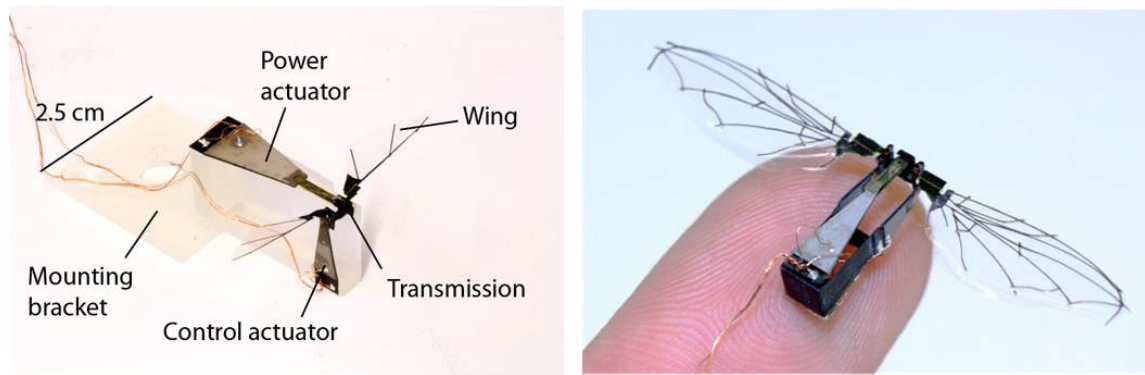 Power
actuator
2.5 cm
Wing
Mounting
bracket
Transmission
Control actuator